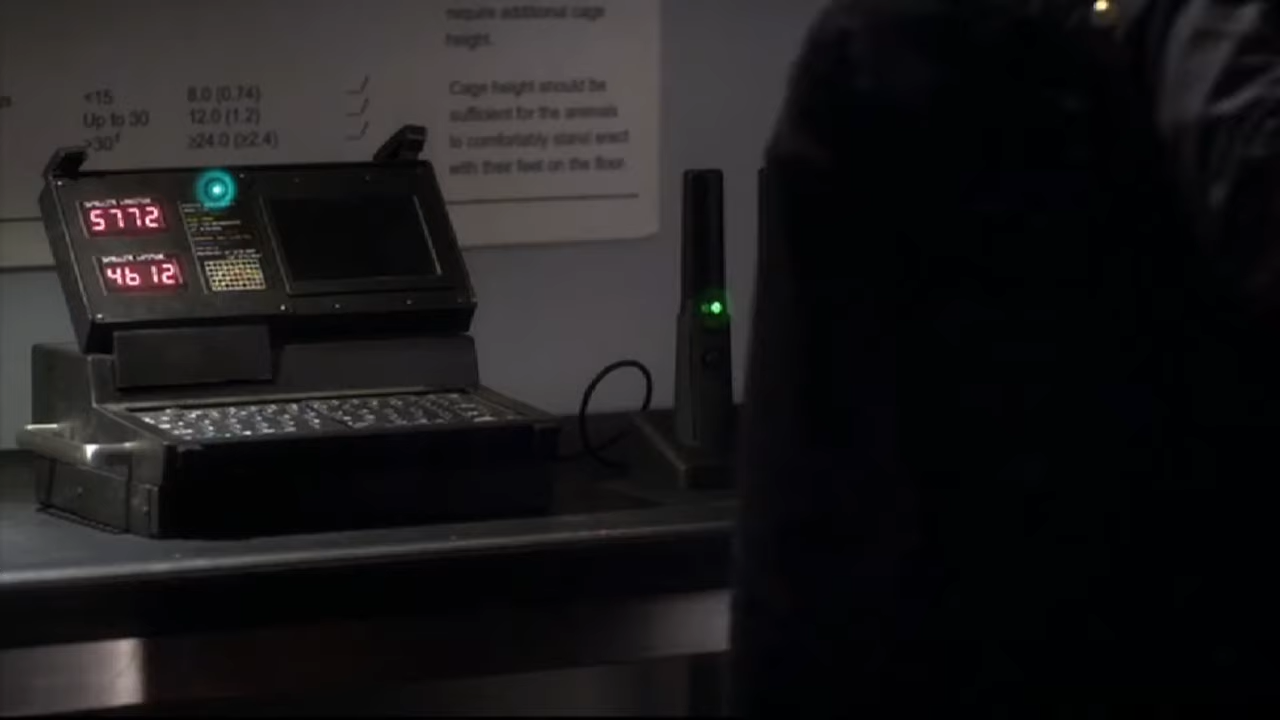 require additional cage
height.
<15 8.0 (0.74)
Up to 30 12.0 (1.2)
>30 ≥24.0 (≥2.4)
Cage height should be
sufficient for the animals
to comfortably stand erect
with their feet on the floor.
5772
4612